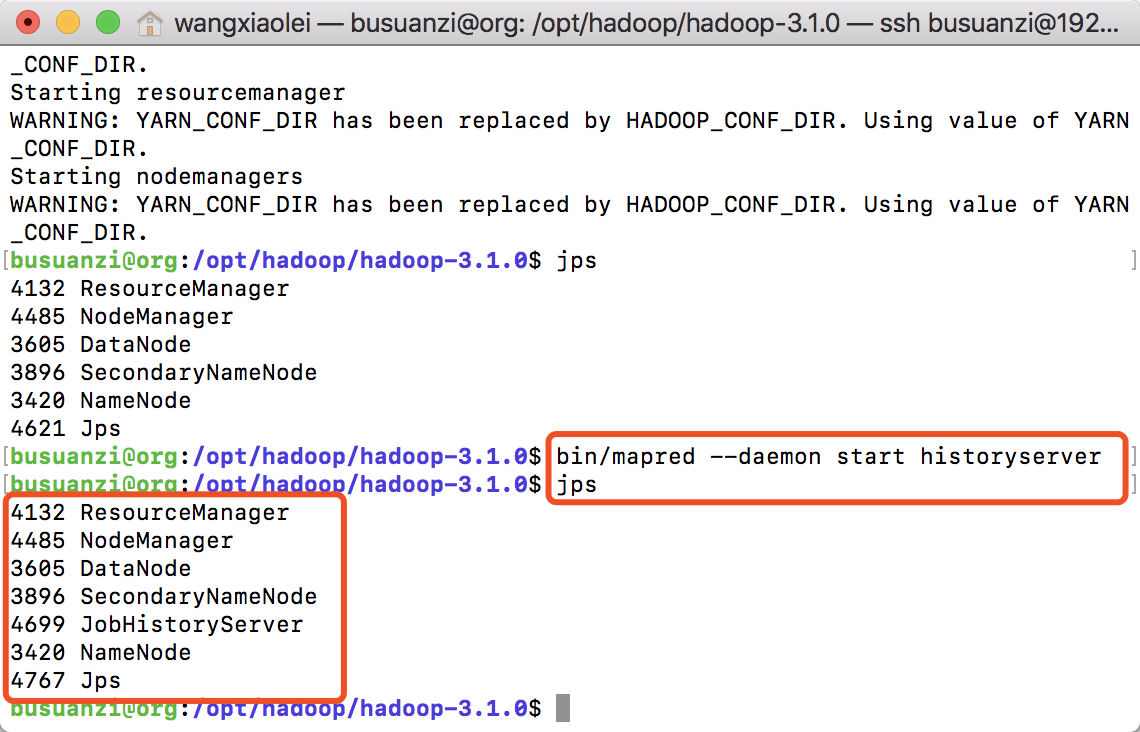 wangxiaolei — busuanzi@org: /opt/hadoop/hadoop-3.1.0 — ssh busuanzi@192...
_CONF_DIR.
Starting resourcemanager
WARNING: YARN_CONF_DIR has been replaced by HADOOP_CONF_DIR. Using value of YARN
_CONF_DIR.
Starting nodemanagers
WARNING: YARN_CONF_DIR has been replaced by HADOOP_CONF_DIR. Using value of YARN
_CONF_DIR.
[busuanzi@org:/opt/hadoop/hadoop-3.1.0$ jps ]
4132 ResourceManager
4485 NodeManager
3605 DataNode
3896 SecondaryNameNode
3420 NameNode
4621 Jps
[busuanzi@org:/opt/hadoop/hadoop-3.1.0$ bin/mapred --daemon start historyserver ]
[busuanzi@org:/opt/hadoop/hadoop-3.1.0$ jps ]
4132 ResourceManager
4485 NodeManager
3605 DataNode
3896 SecondaryNameNode
4699 JobHistoryServer
3420 NameNode
4767 Jps
busuanzi@org:/opt/hadoop/hadoop-3.1.0$